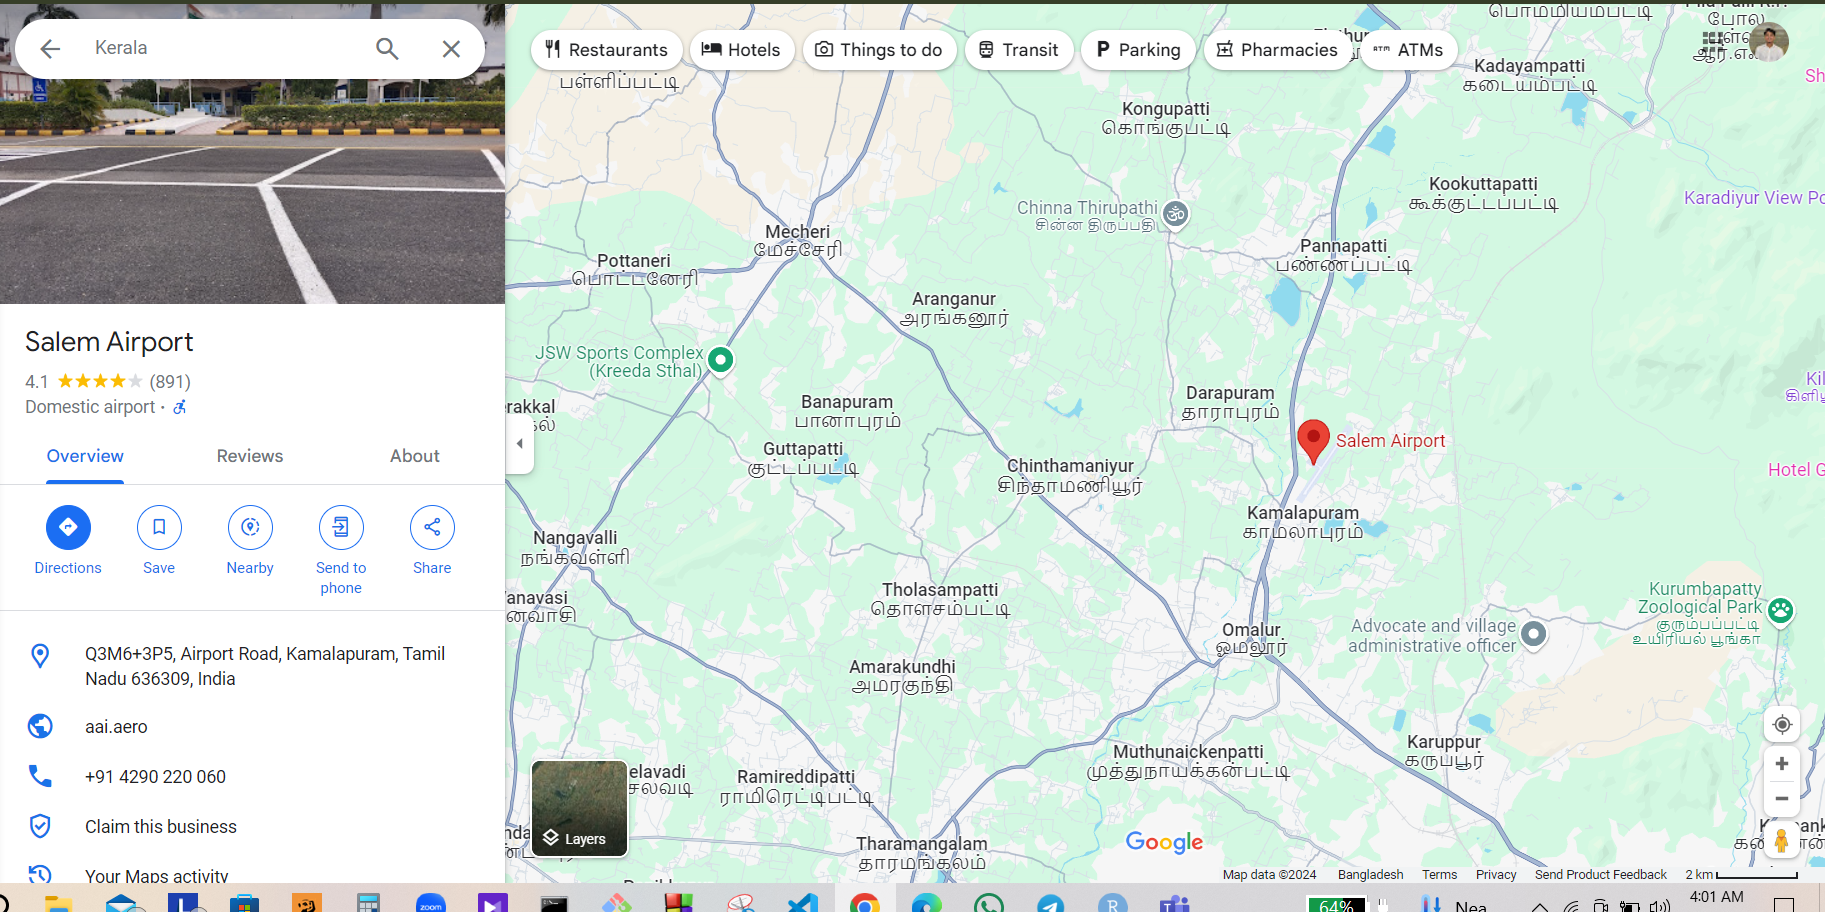 Kerala
Salem Airport
4.1 (891)
Domestic airport ·
Overview Reviews About
Directions Save Nearby Send to phone Share
Q3M6+3P5, Airport Road, Kamalapuram, Tamil
Nadu 636309, India
aai.aero
+91 4290 220 060
Claim this business
Your Maps activity
Restaurants Hotels Things to do Transit Parking Pharmacies ATMs
பள்ளிப்பட்டி
பொம்மியம்பட்டி
போல
Kadayampatti
கடையம்பட்டி
Kongupatti
கொங்குபட்டி
Kookuttapatti
கூக்குட்டப்பட்டி
Karadiyur View Po
Chinna Thirupathi
சின்ன திருப்பதி
Mecheri
மேச்சேரி
Pannapatti
பண்ணப்பட்டி
Pottaneri
பொட்டனேரி
Aranganur
அரங்கனூர்
JSW Sports Complex
(Kreeda Sthal)
Darapuram
தாராபுரம்
rakkal
Banapuram
பானாபுரம்
Salem Airport
Guttapatti
குட்டப்பட்டி
Chinthamaniyur
சிந்தாமணியூர்
Hotel G
Kamalapuram
காமலாபுரம்
Nangavalli
நங்கவள்ளி
anavasi
னவாசி
Tholasampatti
தொளசம்பட்டி
Kurumbapatty
Zoological Park
குரும்பப்பட்டி
உயிரியல் பூங்கா
Omalur
ஓமலூர்
Advocate and village
administrative officer
Amarakundhi
அமரகுந்தி
Karuppur
கருப்பூர்
Muthunaickenpatti
முத்துநாயக்கன்பட்டி
elavadi
சலவடி
Ramireddipatti
ராமிரெட்டிபட்டி
Tharamangalam
தாரமங்கலம்
Layers
Google
Map data ©2024 Bangladesh Terms Privacy Send Product Feedback 2 km
zoom
64%
Nea
4:01 AM